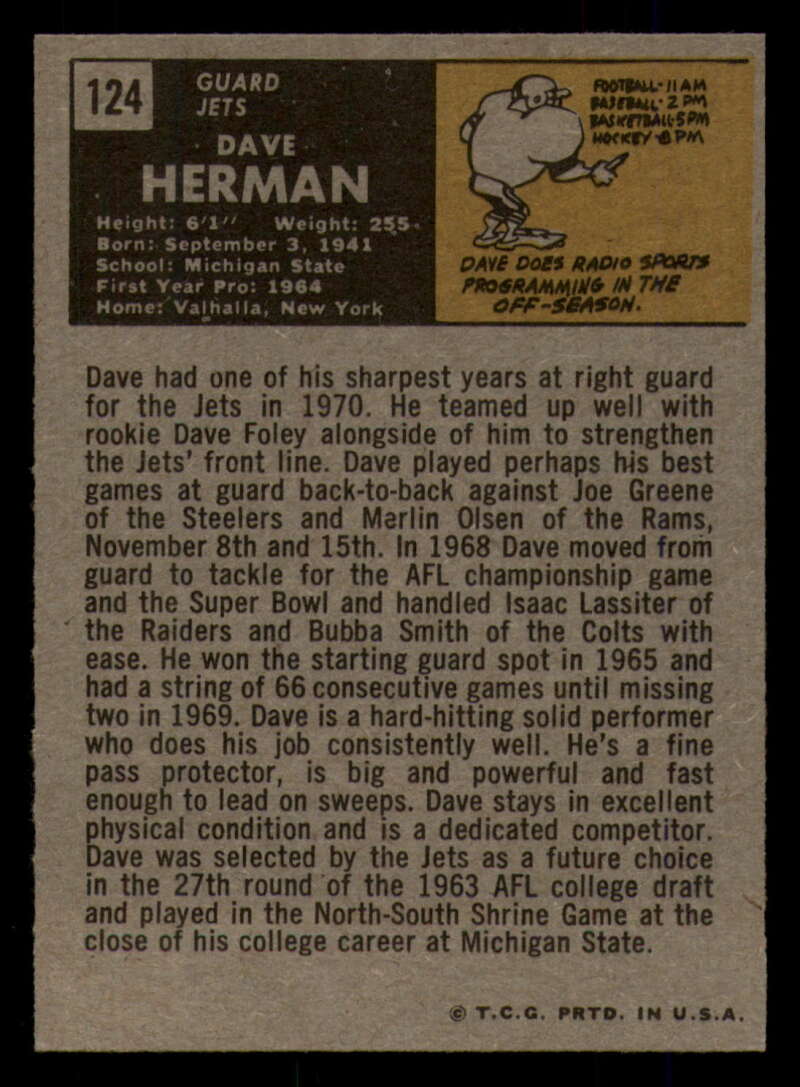 124
GUARD
JETS
DAVE
HERMAN
Height: 6'1" Weight: 255
Born: September 3, 1941
School: Michigan State
First Year Pro: 1964
Home: Valhalla, New York
FOOTBALL-11 AM
BASEBALL-2 PM
BASKETBALL-5PM
HOCKEY-8 PM
DAVE DOES RADIO SPORTS
PROGRAMMING IN THE
OFF-SEASON.
Dave had one of his sharpest years at right guard
for the Jets in 1970. He teamed up well with
rookie Dave Foley alongside of him to strengthen
the Jets' front line. Dave played perhaps his best
games at guard back-to-back against Joe Greene
of the Steelers and Merlin Olsen of the Rams,
November 8th and 15th. In 1968 Dave moved from
guard to tackle for the AFL championship game
and the Super Bowl and handled Isaac Lassiter of
the Raiders and Bubba Smith of the Colts with
ease. He won the starting guard spot in 1965 and
had a string of 66 consecutive games until missing
two in 1969. Dave is a hard-hitting solid performer
who does his job consistently well. He's a fine
pass protector, is big and powerful and fast
enough to lead on sweeps. Dave stays in excellent
physical condition and is a dedicated competitor.
Dave was selected by the Jets as a future choice
in the 27th round of the 1963 AFL college draft
and played in the North-South Shrine Game at the
close of his college career at Michigan State.
© T.C.G. PRTD. IN U.S.A.